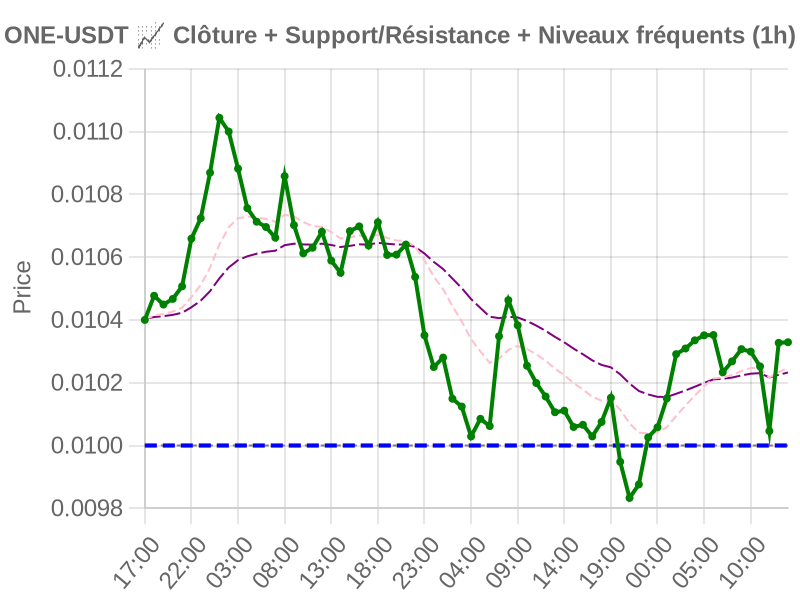 ONE-USDT 📈 Clôture + Support/Résistance + Niveaux fréquents (1h)
0.0112
0.0110
0.0108
0.0106
0.0104
0.0102
0.0100
0.0098
Price
17:00 22:00 03:00 08:00 13:00 18:00 23:00 04:00 09:00 14:00 19:00 00:00 05:00 10:00